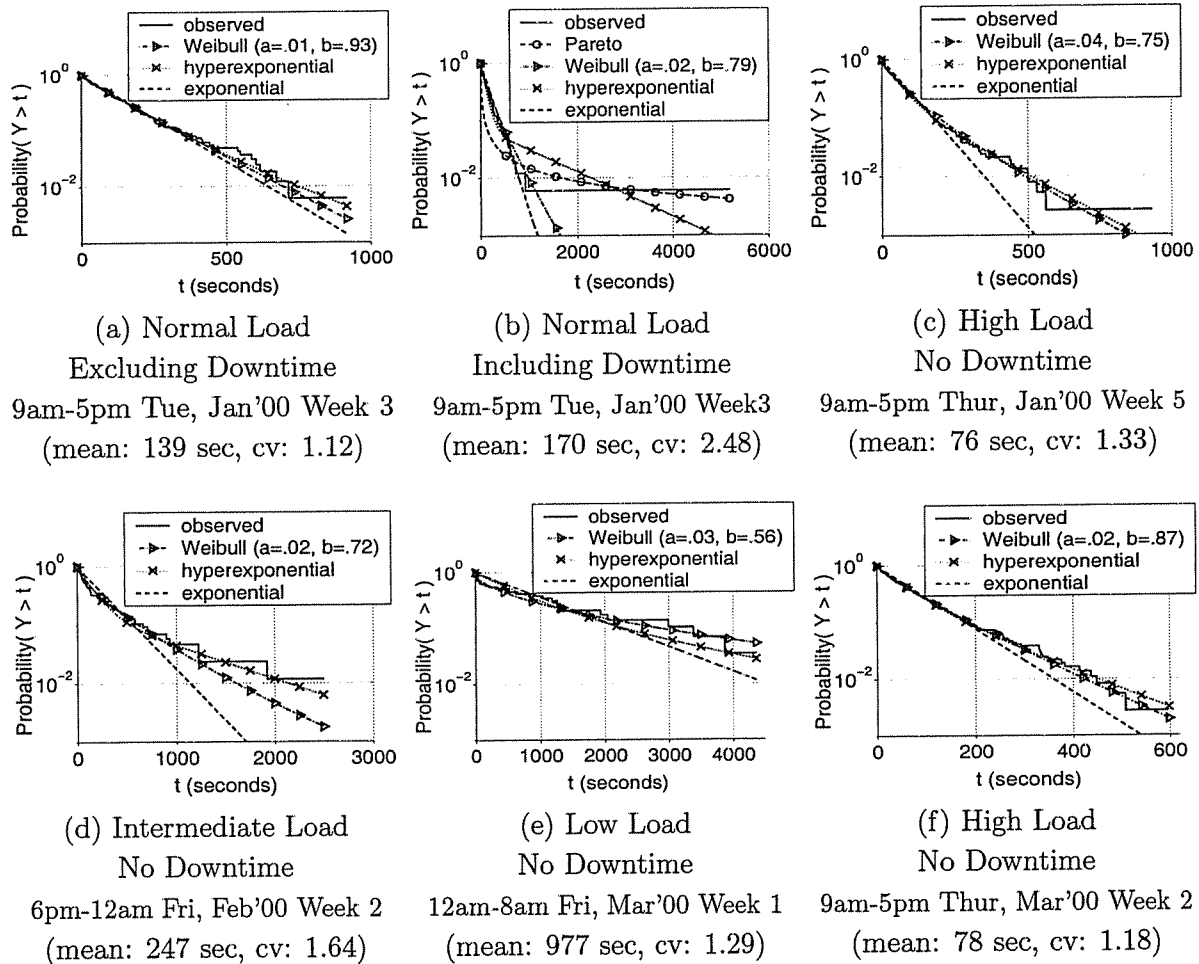 observed
Weibull (a=.01, b=.93)
hyperexponential
exponential
10^0
10^-2
Probability( Y > t )
0
500
1000
t (seconds)
(a) Normal Load
Excluding Downtime
9am-5pm Tue, Jan'00 Week 3
(mean: 139 sec, cv: 1.12)
observed
Pareto
Weibull (a=.02, b=.79)
hyperexponential
exponential
10^0
10^-2
Probability( Y > t )
0
2000
4000
6000
t (seconds)
(b) Normal Load
Including Downtime
9am-5pm Tue, Jan'00 Week3
(mean: 170 sec, cv: 2.48)
observed
Weibull (a=.04, b=.75)
hyperexponential
exponential
10^0
10^-2
Probability( Y > t )
0
500
1000
t (seconds)
(c) High Load
No Downtime
9am-5pm Thur, Jan'00 Week 5
(mean: 76 sec, cv: 1.33)
observed
Weibull (a=.02, b=.72)
hyperexponential
exponential
10^0
10^-2
Probability( Y > t )
0
1000
2000
3000
t (seconds)
(d) Intermediate Load
No Downtime
6pm-12am Fri, Feb'00 Week 2
(mean: 247 sec, cv: 1.64)
observed
Weibull (a=.03, b=.56)
hyperexponential
exponential
10^0
10^-2
Probability( Y > t )
0
1000
2000
3000
4000
t (seconds)
(e) Low Load
No Downtime
12am-8am Fri, Mar'00 Week 1
(mean: 977 sec, cv: 1.29)
observed
Weibull (a=.02, b=.87)
hyperexponential
exponential
10^0
10^-2
Probability( Y > t )
0
200
400
600
t (seconds)
(f) High Load
No Downtime
9am-5pm Thur, Mar'00 Week 2
(mean: 78 sec, cv: 1.18)